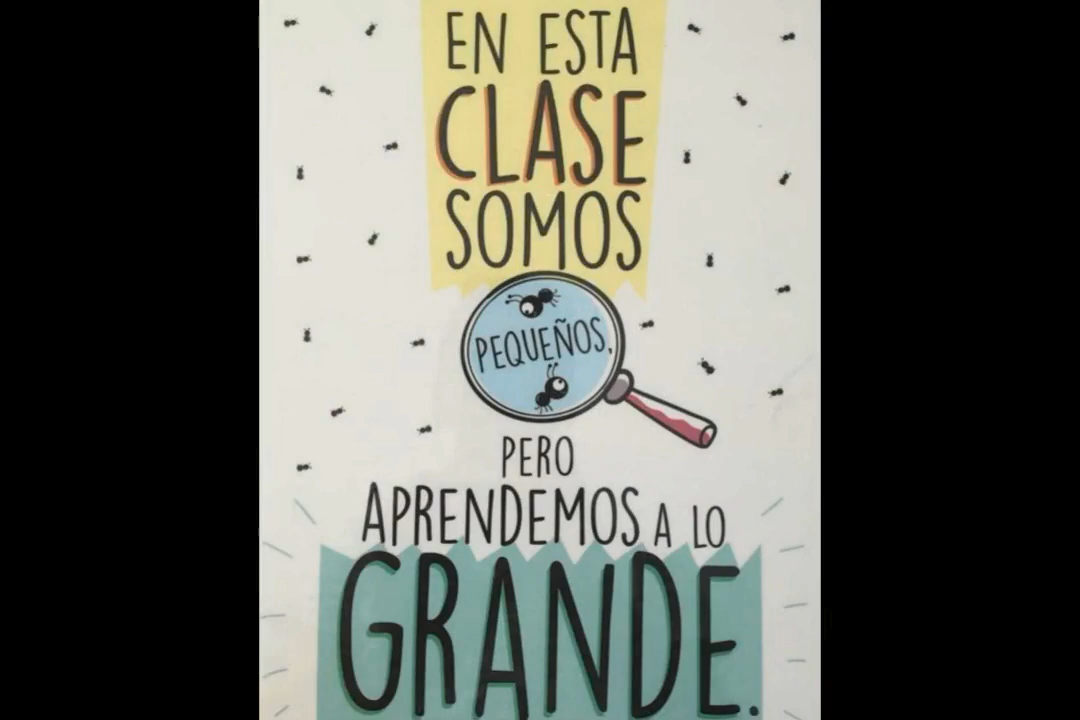 EN ESTA
CLASE
SOMOS
PEQUEÑOS,
PERO
APRENDEMOS A LO
GRANDE.